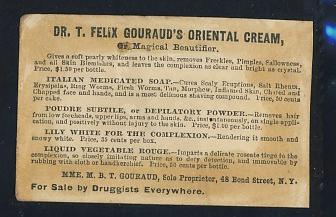 DR. T. FELIX GOURAUD'S ORIENTAL CREAM,
Or Magical Beautifier.
Gives a soft pearly whiteness to the skin, removes Freckles, Pimples, Sallowness,
and all Skin Blemishes, and leaves the complexion as clear and bright as crystal.
Price, $1.50 per bottle.
ITALIAN MEDICATED SOAP.—Cures Scaly Eruptions, Salt Rheum,
Erysipelas, Ring Worms, Flesh Worms, Tan, Morphew, Inflamed Skin, Chafed and
Chapped face and hands, and is a most delicious shaving compound. Price, 50 cents
per cake.
POUDRE SUBTILE, or DEPILATORY POWDER.—Removes hair
from low foreheads, upper lips, arms and hands, &c., instantaneously, on single appli-
cation, and positively without injury to the skin. Price, $1.00 per bottle.
LILY WHITE FOR THE COMPLEXION.—Rendering it smooth and
snowy white. Price, 35 cents per box.
LIQUID VEGETABLE ROUGE.—Imparts a delicate roseate tinge to the
complexion, so closely imitating nature as to defy detection, and immovable by
rubbing with cloth or handkerchief. Price, 50 cents per bottle.
MME. M. B. T. GOURAUD, Sole Proprietor, 48 Bond Street, N. Y.
For Sale by Druggists Everywhere.